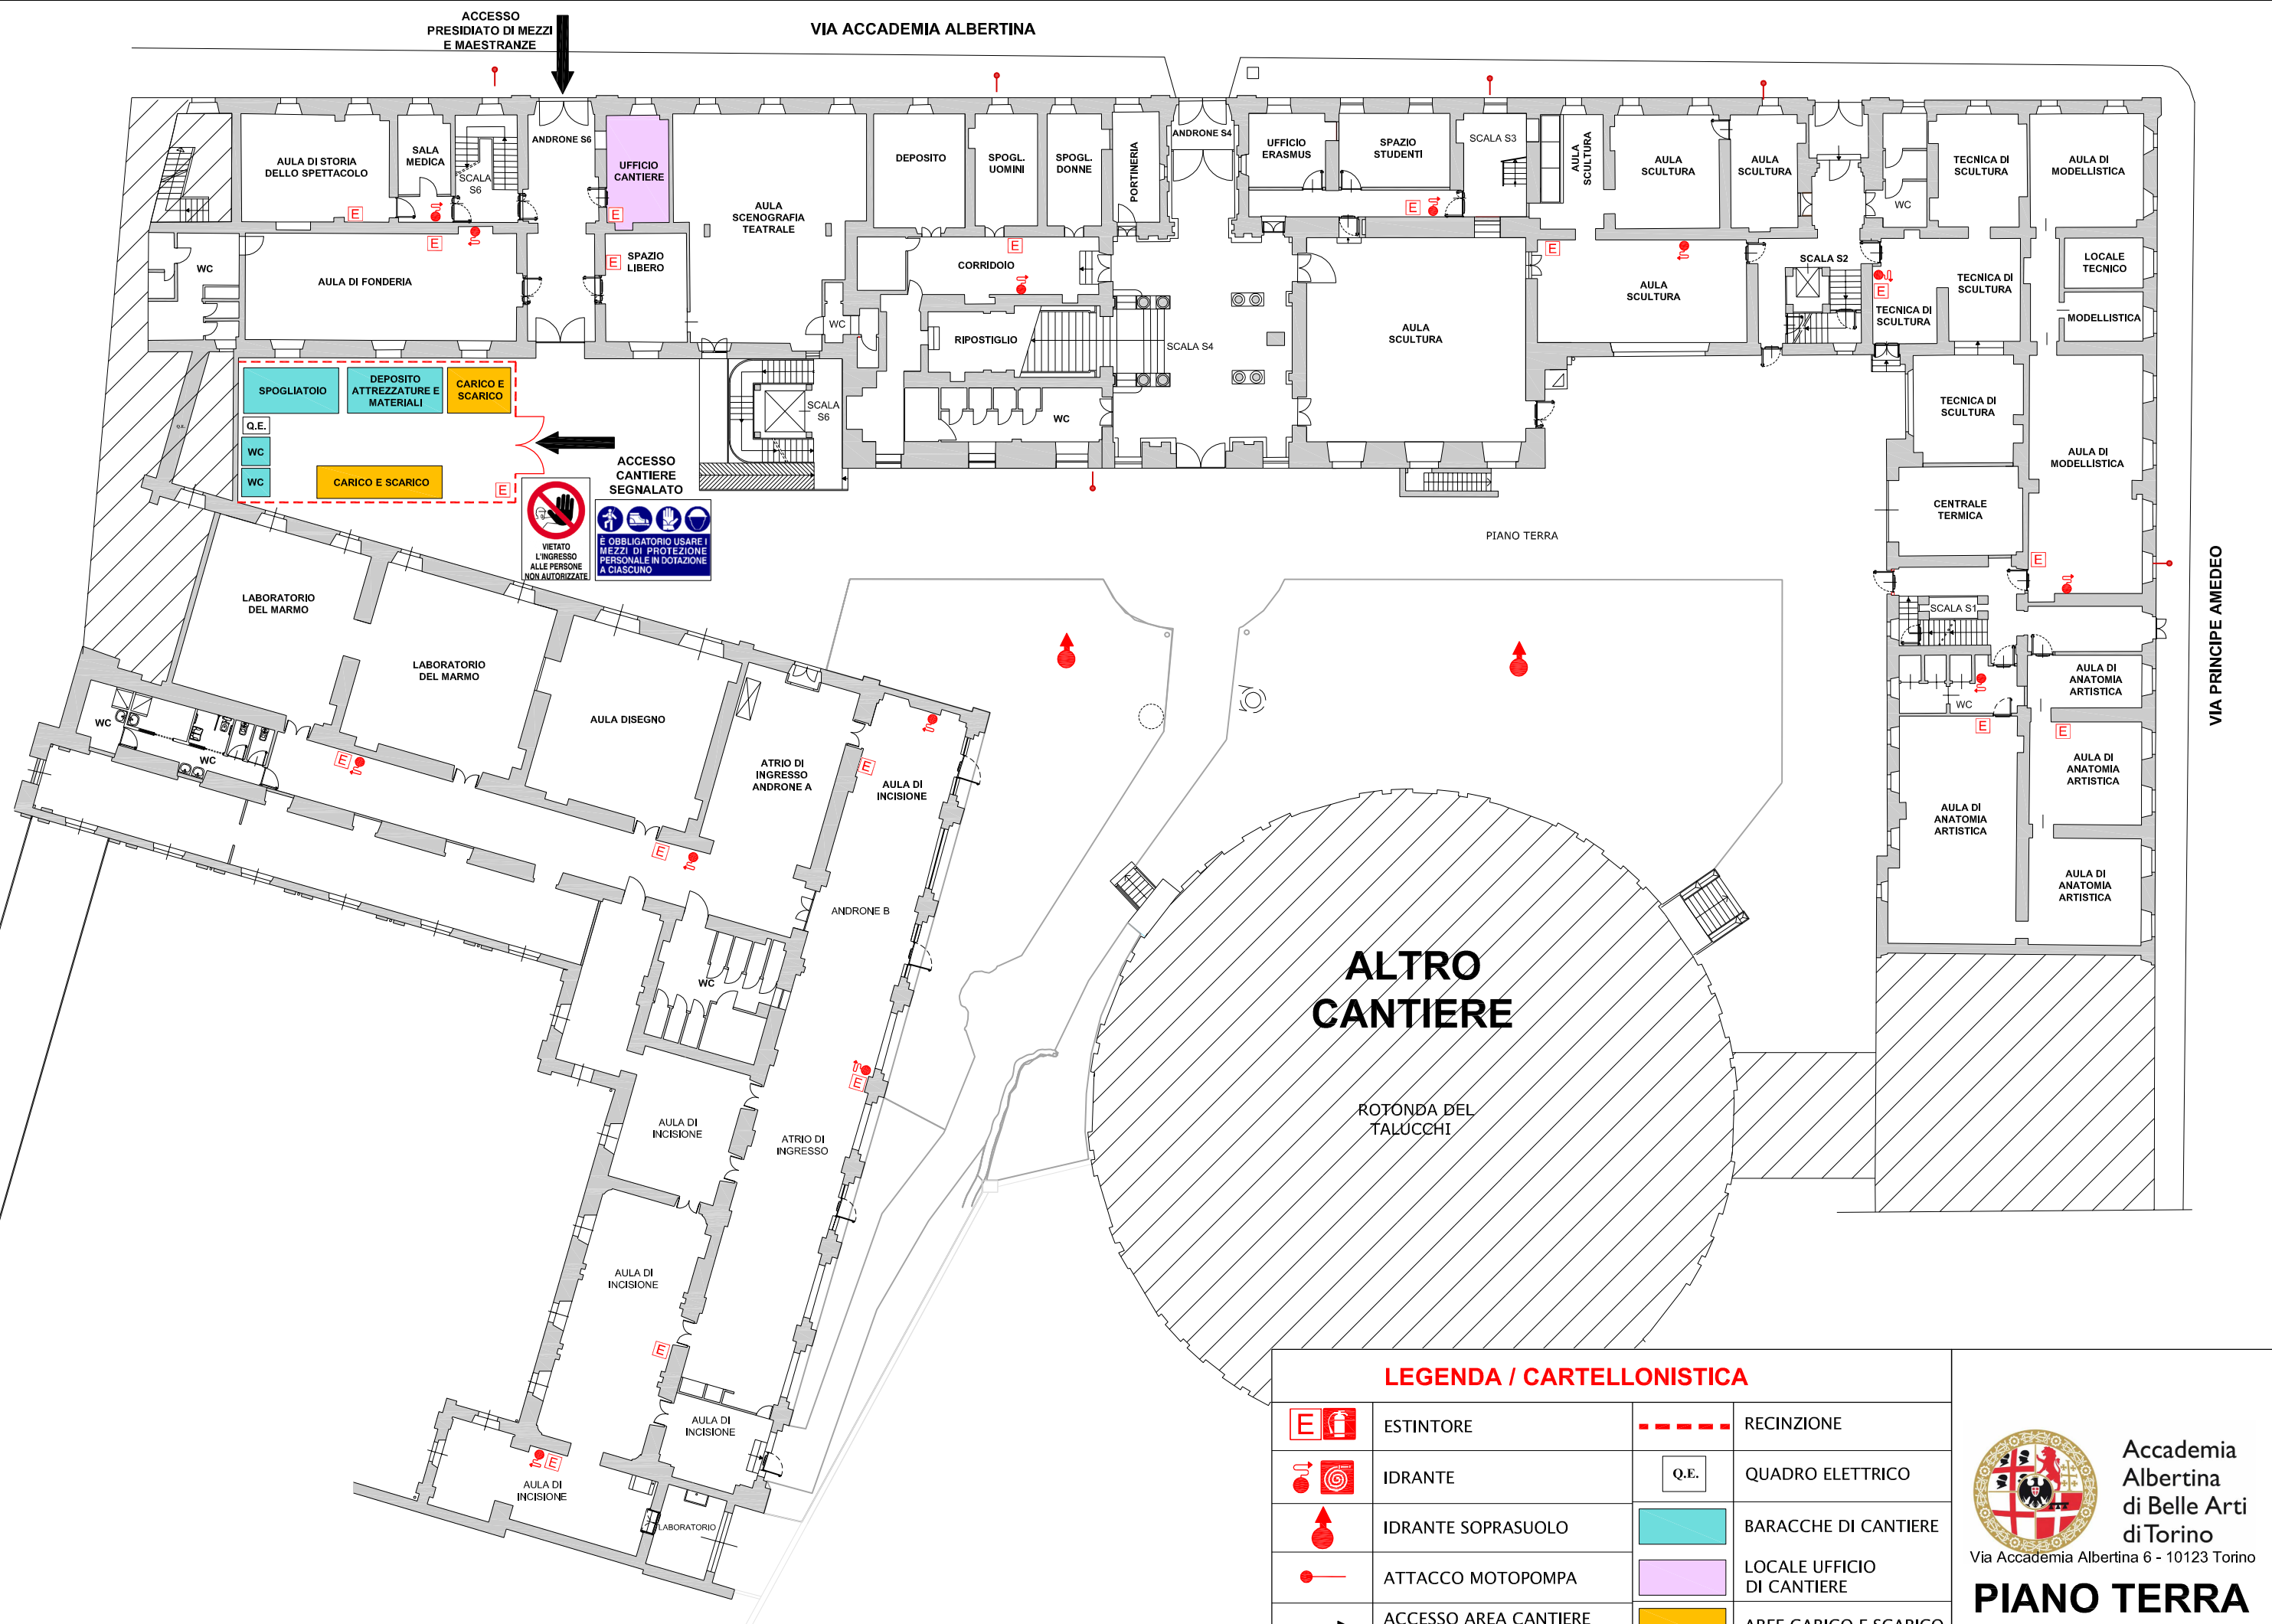 ACCESSO
PRESIDIATO DI MEZZI
E MAESTRANZE
VIA ACCADEMIA ALBERTINA
AULA DI STORIA
DELLO SPETTACOLO
SALA
MEDICA
SCALA
S6
ANDRONE S6
UFFICIO
CANTIERE
AULA
SCENOGRAFIA
TEATRALE
DEPOSITO
SPOGL.
UOMINI
SPOGL.
DONNE
PORTINERIA
ANDRONE S4
UFFICIO
ERASMUS
SPAZIO
STUDENTI
SCALA S3
AULA
SCULTURA
AULA
SCULTURA
AULA
SCULTURA
WC
TECNICA DI
SCULTURA
AULA DI
MODELLISTICA
E
E
E
E
E
E
E
E
WC
AULA DI FONDERIA
SPAZIO
LIBERO
CORRIDOIO
WC
RIPOSTIGLIO
SCALA S4
AULA
SCULTURA
AULA
SCULTURA
SCALA S2
TECNICA DI
SCULTURA
TECNICA DI
SCULTURA
LOCALE
TECNICO
MODELLISTICA
SPOGLIATOIO
DEPOSITO
ATTREZZATURE E
MATERIALI
CARICO E
SCARICO
Q.E.
Q.E.
WC
WC
CARICO E SCARICO
E
ACCESSO
CANTIERE
SEGNALATO
SCALA
S6
WC
VIETATO
L'INGRESSO
ALLE PERSONE
NON AUTORIZZATE
È OBBLIGATORIO USARE I
MEZZI DI PROTEZIONE
PERSONALE IN DOTAZIONE
A CIASCUNO
TECNICA DI
SCULTURA
AULA DI
MODELLISTICA
CENTRALE
TERMICA
PIANO TERRA
E
SCALA S1
VIA PRINCIPE AMEDEO
WC
AULA DI
ANATOMIA
ARTISTICA
E
E
AULA DI
ANATOMIA
ARTISTICA
AULA DI
ANATOMIA
ARTISTICA
AULA DI
ANATOMIA
ARTISTICA
LABORATORIO
DEL MARMO
LABORATORIO
DEL MARMO
AULA DISEGNO
WC
WC
E
ATRIO DI
INGRESSO
ANDRONE A
E
AULA DI
INCISIONE
E
ANDRONE B
WC
E
AULA DI
INCISIONE
ATRIO DI
INGRESSO
AULA DI
INCISIONE
E
AULA DI
INCISIONE
E
AULA DI
INCISIONE
LABORATORIO
ALTRO
CANTIERE
ROTONDA DEL
TALUCCHI
LEGENDA / CARTELLONISTICA
E
ESTINTORE
RECINZIONE
IDRANTE
Q.E.
QUADRO ELETTRICO
IDRANTE SOPRASUOLO
BARACCHE DI CANTIERE
ATTACCO MOTOPOMPA
LOCALE UFFICIO
DI CANTIERE
ACCESSO AREA CANTIERE
AREE CARICO E SCARICO
Accademia
Albertina
di Belle Arti
di Torino
Via Accademia Albertina 6 - 10123 Torino
PIANO TERRA